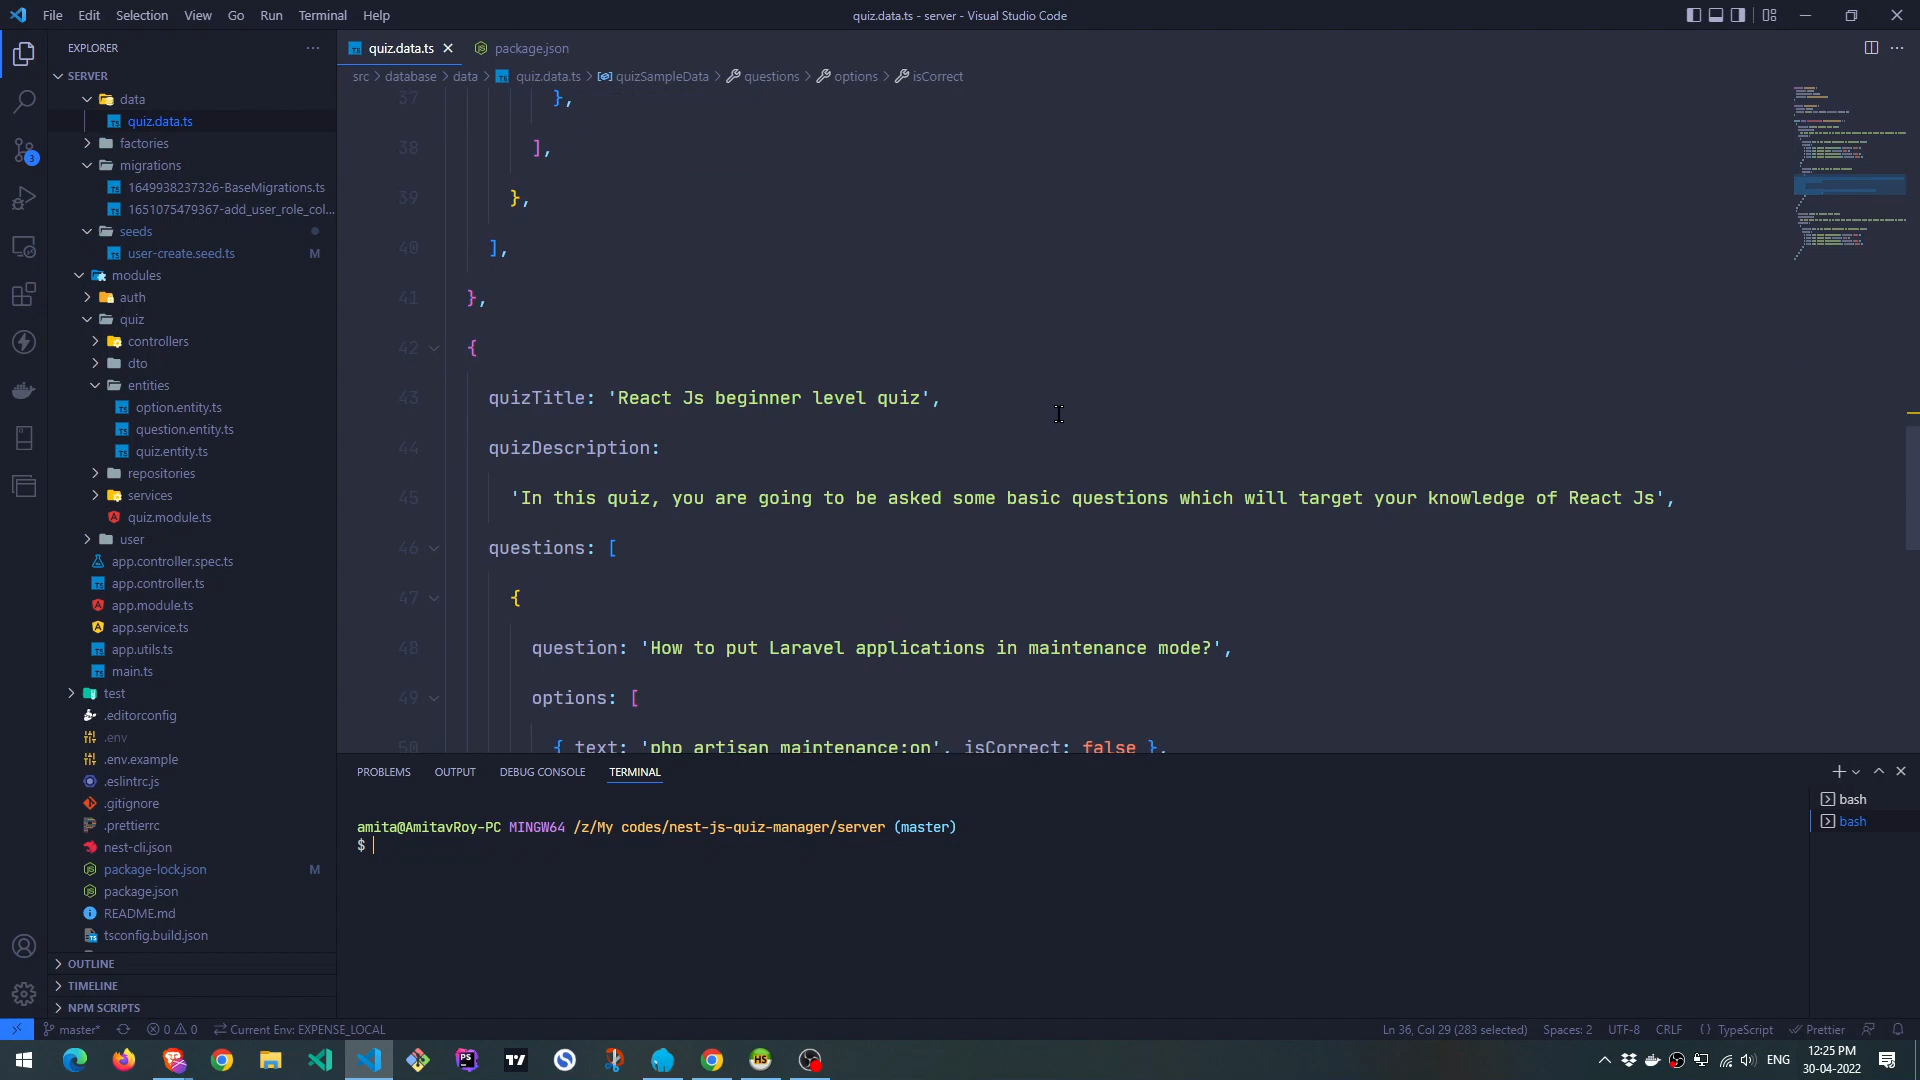 File Edit Selection View Go Run Terminal Help
quiz.data.ts - server - Visual Studio Code
EXPLORER
SERVER
data
quiz.data.ts
factories
migrations
1649938237326-BaseMigrations.ts
1651075479367-add_user_role_col...
seeds
user-create.seed.ts M
modules
auth
quiz
controllers
dto
entities
option.entity.ts
question.entity.ts
quiz.entity.ts
repositories
services
quiz.module.ts
user
app.controller.spec.ts
app.controller.ts
app.module.ts
app.service.ts
app.utils.ts
main.ts
test
.editorconfig
.env
.env.example
.eslintrc.js
.gitignore
.prettierrc
nest-cli.json
package-lock.json M
package.json
README.md
tsconfig.build.json
OUTLINE
TIMELINE
NPM SCRIPTS
3
quiz.data.ts package.json
src > database > data > quiz.data.ts > quizSampleData > questions > options > isCorrect
37 },
38 ],
39 },
40 ],
41 },
42 {
43 quizTitle: 'React Js beginner level quiz',
44 quizDescription:
45 'In this quiz, you are going to be asked some basic questions which will target your knowledge of React Js',
46 questions: [
47 {
48 question: 'How to put Laravel applications in maintenance mode?',
49 options: [
50 { text: 'php artisan maintenance:on', isCorrect: false },
PROBLEMS OUTPUT DEBUG CONSOLE TERMINAL
amita@AmitavRoy-PC MINGW64 /z/My codes/nest-js-quiz-manager/server (master)
$
bash
bash
master* 0 0 Current Env: EXPENSE_LOCAL
Ln 36, Col 29 (283 selected) Spaces: 2 UTF-8 CRLF TypeScript Prettier
ENG
12:25 PM
30-04-2022